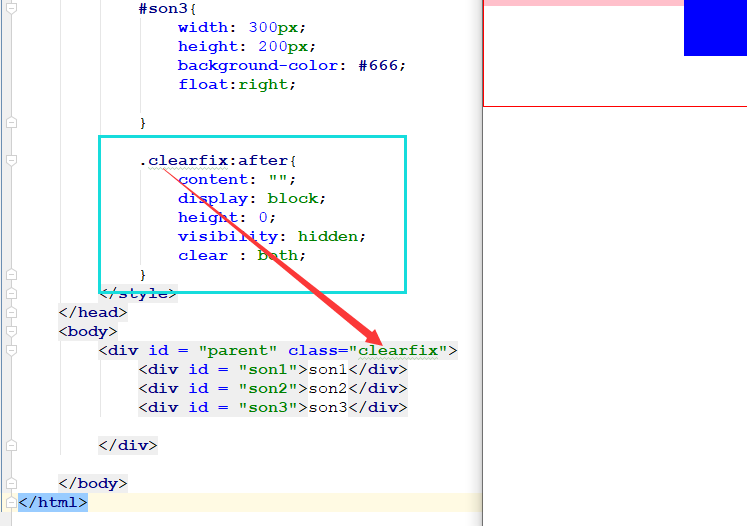 #son3{
width: 300px;
height: 200px;
background-color: #666;
float:right;
}
.clearfix:after{
content: "";
display: block;
height: 0;
visibility: hidden;
clear : both;
}
</style>
</head>
<body>
<div id = "parent" class="clearfix">
<div id = "son1">son1</div>
<div id = "son2">son2</div>
<div id = "son3">son3</div>
</div>
</body>
</html>